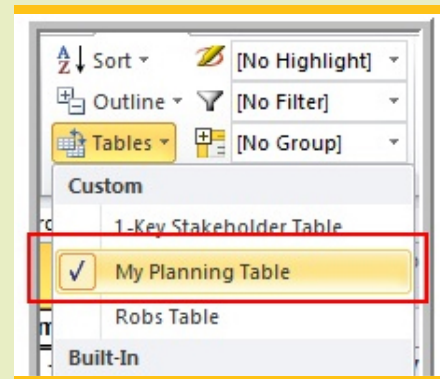 Sort [No Highlight]
Outline [No Filter]
Tables [No Group]
Custom
1-Key Stakeholder Table
My Planning Table
Robs Table
Built-In